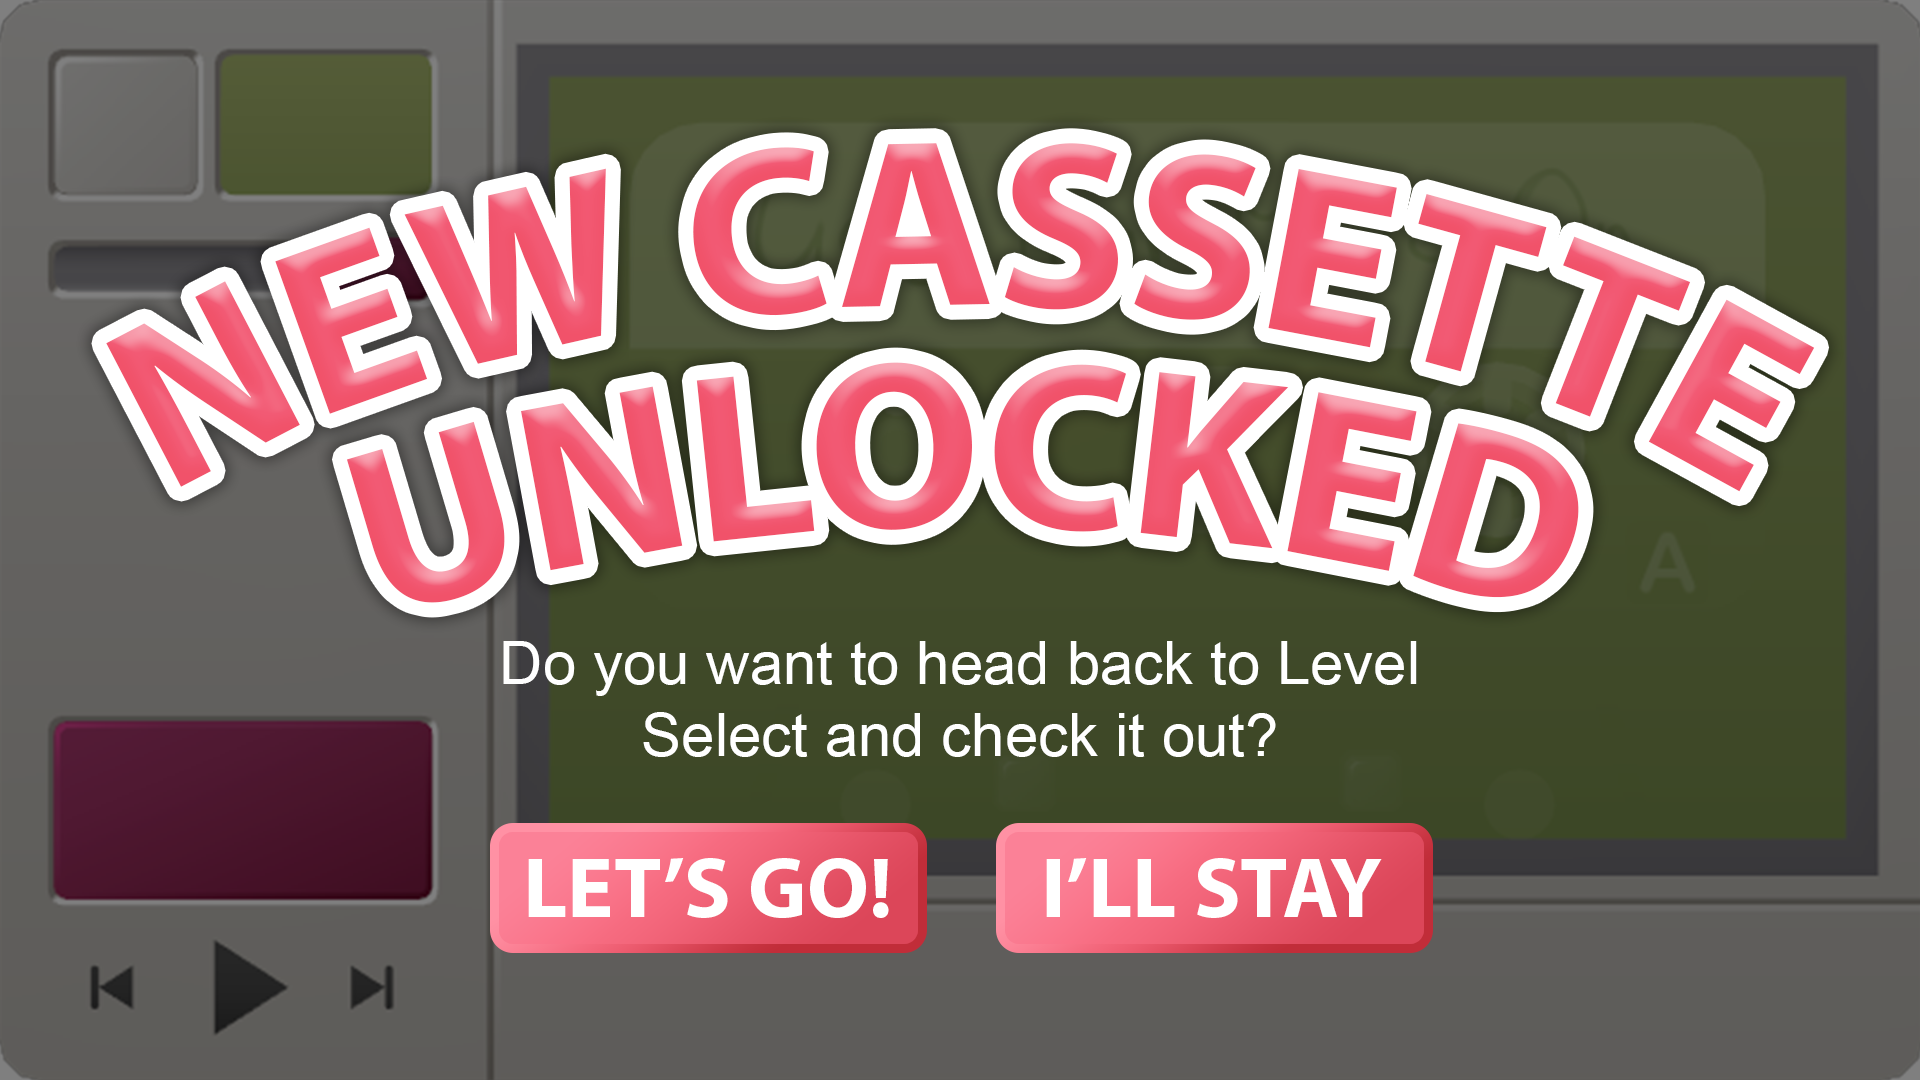 NEW CASSETTE
UNLOCKED
A
Do you want to head back to Level
Select and check it out?
LET'S GO!
I'LL STAY